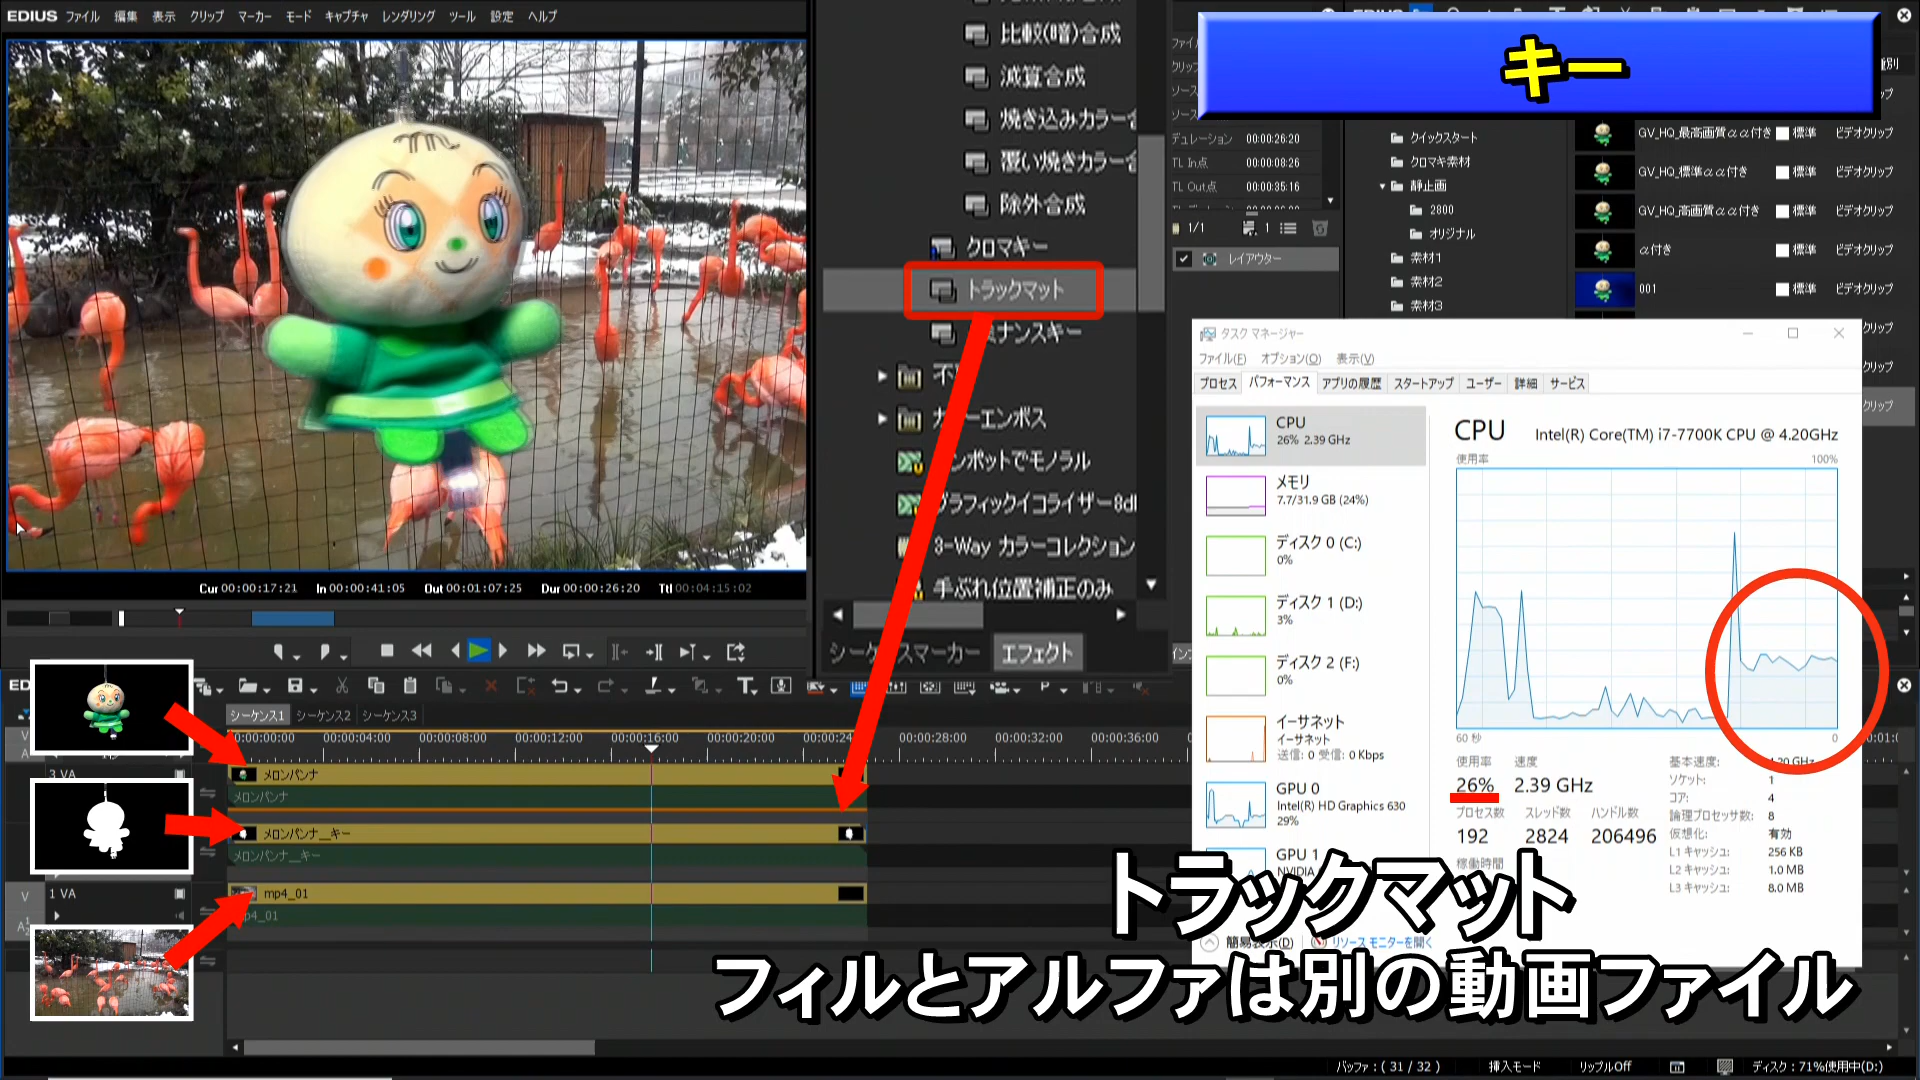 EDIUS ファイル 編集 表示 クリップ マーカー モード キャプチャ レンダリング ツール 設定 ヘルプ
キー
Cur 00:00:17:21 In 00:00:41:05 Out 00:01:07:25 Dur 00:00:26:20 Ttl 00:04:15:02
比較(暗)合成
減算合成
焼き込みカラー
覆い焼きカラー
除外合成
クロマキー
トラックマット
ミナンスキー
カラーエンボス
ンポットでモノラル
グラフィックイコライザー
3-Way カラーコレクション
手ぶれ位置補正のみ
マーカー エフェクト
デュレーション 00:00:26:20
TL In点 00:00:08:26
TL Out点 00:00:35:16
1/1 1
レイアウター
クイックスタート
クロマキ素材
静止画
2800
オリジナル
素材1
素材2
素材3
GV_HQ_最高画質αα付き 標準 ビデオクリップ
GV_HQ_標準αα付き 標準 ビデオクリップ
GV_HQ_高画質αα付き 標準 ビデオクリップ
α付き 標準 ビデオクリップ
001 標準 ビデオクリップ
タスク マネージャー
ファイル(F) オプション(O) 表示(V)
プロセス パフォーマンス アプリの履歴 スタートアップ ユーザー 詳細 サービス
CPU
26% 2.39 GHz
メモリ
7.7/31.9 GB (24%)
ディスク 0 (C:)
0%
ディスク 1 (D:)
3%
ディスク 2 (F:)
0%
イーサネット
イーサネット
送信: 0 受信: 0 Kbps
GPU 0
Intel(R) HD Graphics 630
29%
GPU 1
NVIDIA
CPU Intel(R) Core(TM) i7-7700K CPU @ 4.20GHz
使用率 100%
60 秒 0
使用率 速度
26% 2.39 GHz
プロセス数 スレッド数 ハンドル数
192 2824 206496
稼働時間
基本速度: 4.20 GHz
ソケット: 1
コア: 4
論理プロセッサ数: 8
仮想化: 有効
L1 キャッシュ: 256 KB
L2 キャッシュ: 1.0 MB
L3 キャッシュ: 8.0 MB
簡易表示(D) リソース モニターを開く
シーケンス1 シーケンス2 シーケンス3
00:00:00:00 00:00:04:00 00:00:08:00 00:00:12:00 00:00:16:00 00:00:20:00 00:00:24 00:00:28:00 00:00:32:00 00:00:36:00
3 VA メロンパンナ
メロンパンナ
メロンパンナ__キー
メロンパンナ__キー
1 VA mp4_01
トラックマット
フィルとアルファは別の動画ファイル
バッファ : ( 31 / 32 ) 挿入モード リップルOff ディスク : 71%使用中(D:)